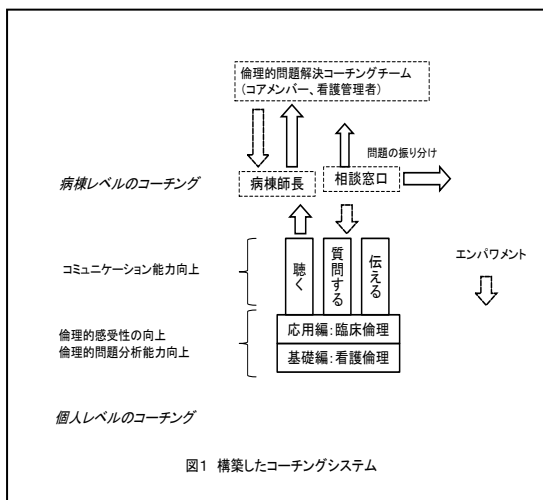 倫理的問題解決コーチングチーム
(コアメンバー、看護管理者)
問題の振り分け
病棟レベルのコーチング
病棟師長
相談窓口
コミュニケーション能力向上
聴く
質問する
伝える
エンパワメント
倫理的感受性の向上
倫理的問題分析能力向上
応用編:臨床倫理
基礎編:看護倫理
個人レベルのコーチング
図1 構築したコーチングシステム